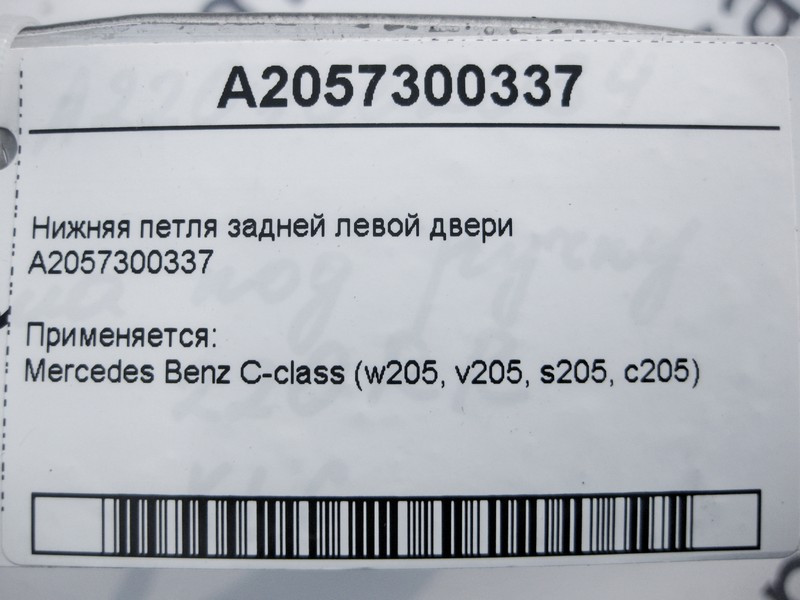 A2057300337
Нижняя петля задней левой двери
A2057300337
Применяется:
Mercedes Benz C-class (w205, v205, s205, c205)